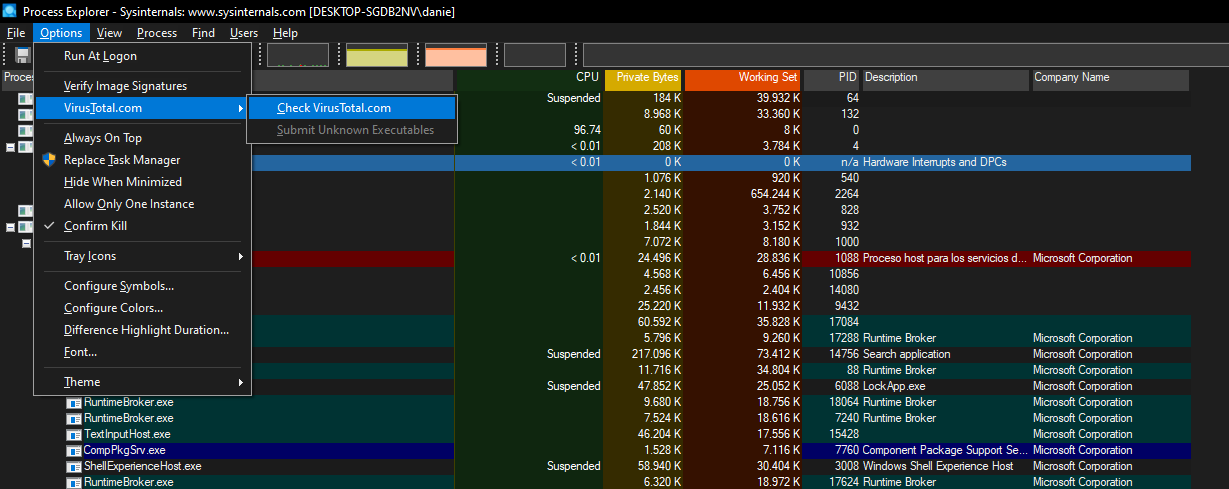 Process Explorer - Sysinternals: www.sysinternals.com [DESKTOP-SGDB2NV\danie]
File Options View Process Find Users Help
Run At Logon
Verify Image Signatures
VirusTotal.com
Always On Top
Replace Task Manager
Hide When Minimized
Allow Only One Instance
Confirm Kill
Tray Icons
Configure Symbols...
Configure Colors...
Difference Highlight Duration...
Font...
Theme
Check VirusTotal.com
Submit Unknown Executables
CPU Private Bytes Working Set PID Description Company Name
Suspended 184 K 39.932 K 64
8.968 K 33.360 K 132
96.74 60 K 8 K 0
< 0.01 208 K 3.784 K 4
< 0.01 0 K 0 K n/a Hardware Interrupts and DPCs
1.076 K 920 K 540
2.140 K 654.244 K 2264
2.520 K 3.752 K 828
1.844 K 3.152 K 932
7.072 K 8.180 K 1000
< 0.01 24.496 K 28.836 K 1088 Proceso host para los servicios d... Microsoft Corporation
4.568 K 6.456 K 10856
2.456 K 2.404 K 14080
25.220 K 11.932 K 9432
60.592 K 35.828 K 17084
5.796 K 9.260 K 17288 Runtime Broker Microsoft Corporation
Suspended 217.096 K 73.412 K 14756 Search application Microsoft Corporation
11.716 K 34.804 K 88 Runtime Broker Microsoft Corporation
Suspended 47.852 K 25.052 K 6088 LockApp.exe Microsoft Corporation
RuntimeBroker.exe 9.680 K 18.756 K 18064 Runtime Broker Microsoft Corporation
RuntimeBroker.exe 7.524 K 18.616 K 7240 Runtime Broker Microsoft Corporation
TextInputHost.exe 46.204 K 17.556 K 15428
CompPkgSrv.exe 1.528 K 7.116 K 7760 Component Package Support Se... Microsoft Corporation
ShellExperienceHost.exe Suspended 58.940 K 30.404 K 3008 Windows Shell Experience Host Microsoft Corporation
RuntimeBroker.exe 6.320 K 18.972 K 17624 Runtime Broker Microsoft Corporation